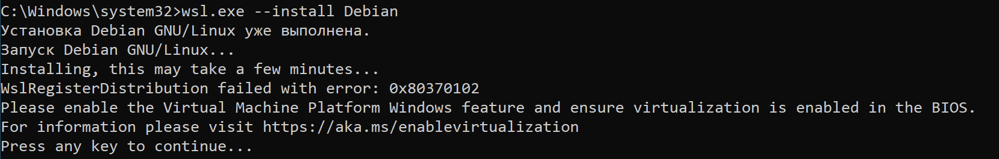 C:\Windows\system32>wsl.exe --install Debian
Установка Debian GNU/Linux уже выполнена.
Запуск Debian GNU/Linux...
Installing, this may take a few minutes...
WslRegisterDistribution failed with error: 0x80370102
Please enable the Virtual Machine Platform Windows feature and ensure virtualization is enabled in the BIOS.
For information please visit https://aka.ms/enablevirtualization
Press any key to continue...